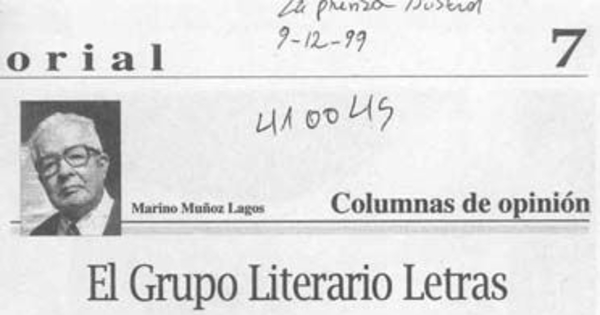 La prensa Austral
9-12-99
orial
7
410049
Marino Muñoz Lagos
Columnas de opinión
El Grupo Literario Letras